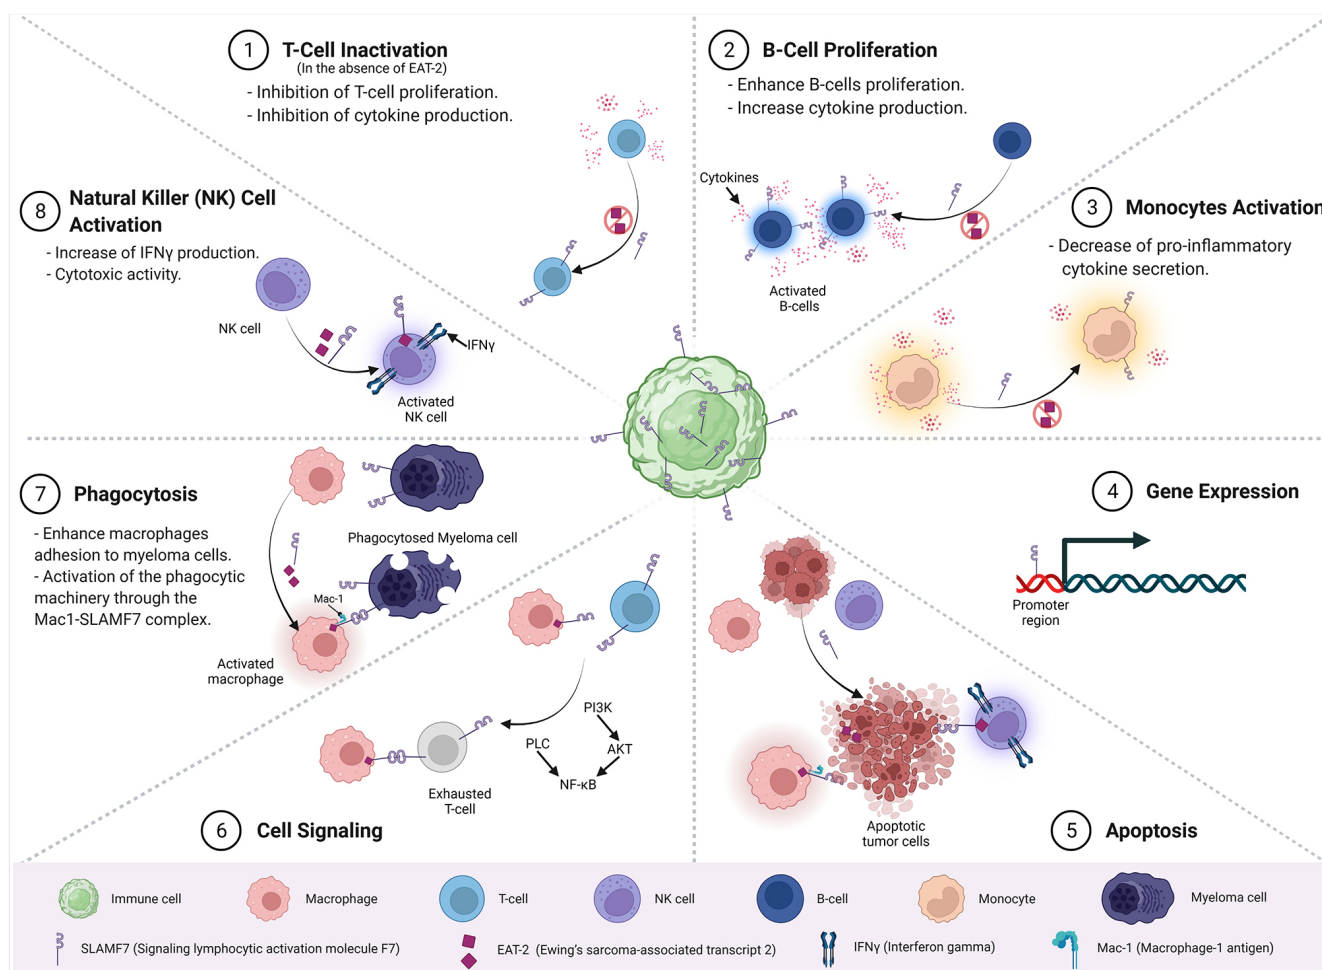 1
T-Cell Inactivation
(In the absence of EAT-2)
- Inhibition of T-cell proliferation.
- Inhibition of cytokine production.
2
B-Cell Proliferation
- Enhance B-cells proliferation.
- Increase cytokine production.
Cytokines
Activated
B-cells
3
Monocytes Activation
- Decrease of pro-inflammatory
cytokine secretion.
8
Natural Killer (NK) Cell
Activation
- Increase of IFNγ production.
- Cytotoxic activity.
NK cell
IFNγ
Activated
NK cell
7
Phagocytosis
- Enhance macrophages
adhesion to myeloma cells.
- Activation of the phagocytic
machinery through the
Mac1-SLAMF7 complex.
Phagocytosed Myeloma cell
Mac-1
Activated
macrophage
4
Gene Expression
Promoter
region
PI3K
PLC
AKT
NF-κB
Exhausted
T-cell
6
Cell Signaling
Apoptotic
tumor cells
5
Apoptosis
Immune cell
Macrophage
T-cell
NK cell
B-cell
Monocyte
Myeloma cell
SLAMF7 (Signaling lymphocytic activation molecule F7)
EAT-2 (Ewing's sarcoma-associated transcript 2)
IFNγ (Interferon gamma)
Mac-1 (Macrophage-1 antigen)